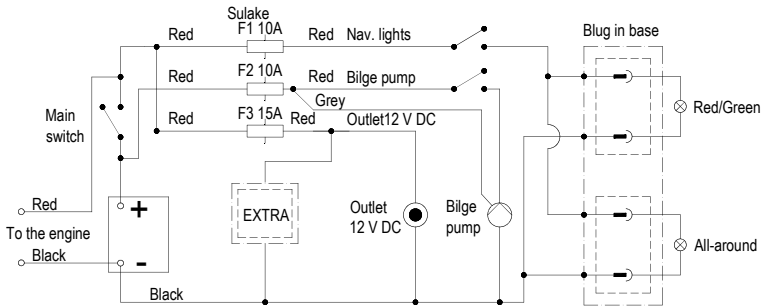 Sulake
F1 10A
Red
Red
Nav. lights
Blug in base
F2 10A
Red
Bilge pump
Red
Grey
Red/Green
Main
switch
F3 15A
Red
Red
Outlet12 V DC
Red
+
EXTRA
Outlet
12 V DC
Bilge
pump
To the engine
Black
-
All-around
Black